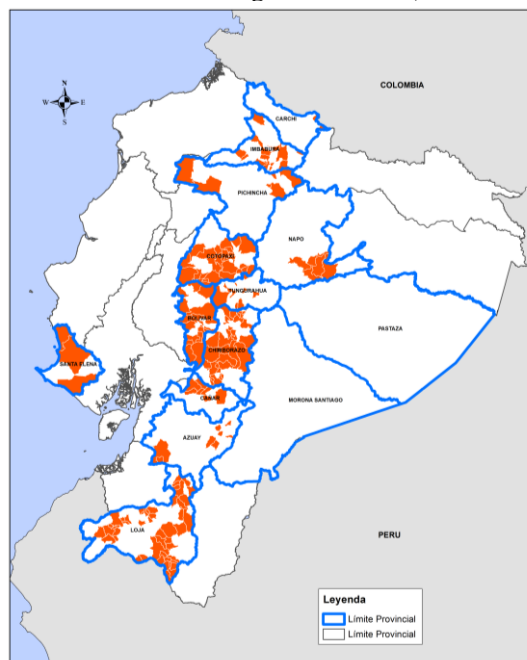 N
W E
S
COLOMBIA
CARCHI
IMBABURA
PICHINCHA
NAPO
COTOPAXI
TUNGURAHUA
BOLIVAR
PASTAZA
SANTA ELENA
CHIMBORAZO
CAÑAR
MORONA SANTIAGO
AZUAY
LOJA
PERU
Leyenda
Límite Provincial
Límite Provincial